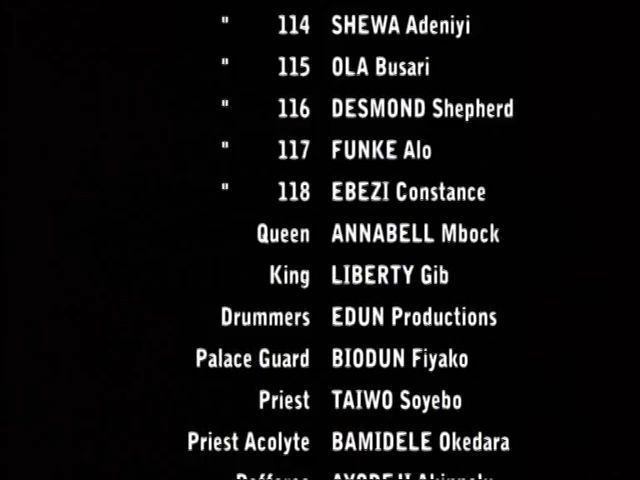 " 114 SHEWA Adeniyi
" 115 OLA Busari
" 116 DESMOND Shepherd
" 117 FUNKE Alo
" 118 EBEZI Constance
Queen ANNABELL Mbock
King LIBERTY Gib
Drummers EDUN Productions
Palace Guard BIODUN Fiyako
Priest TAIWO Soyebo
Priest Acolyte BAMIDELE Okedara